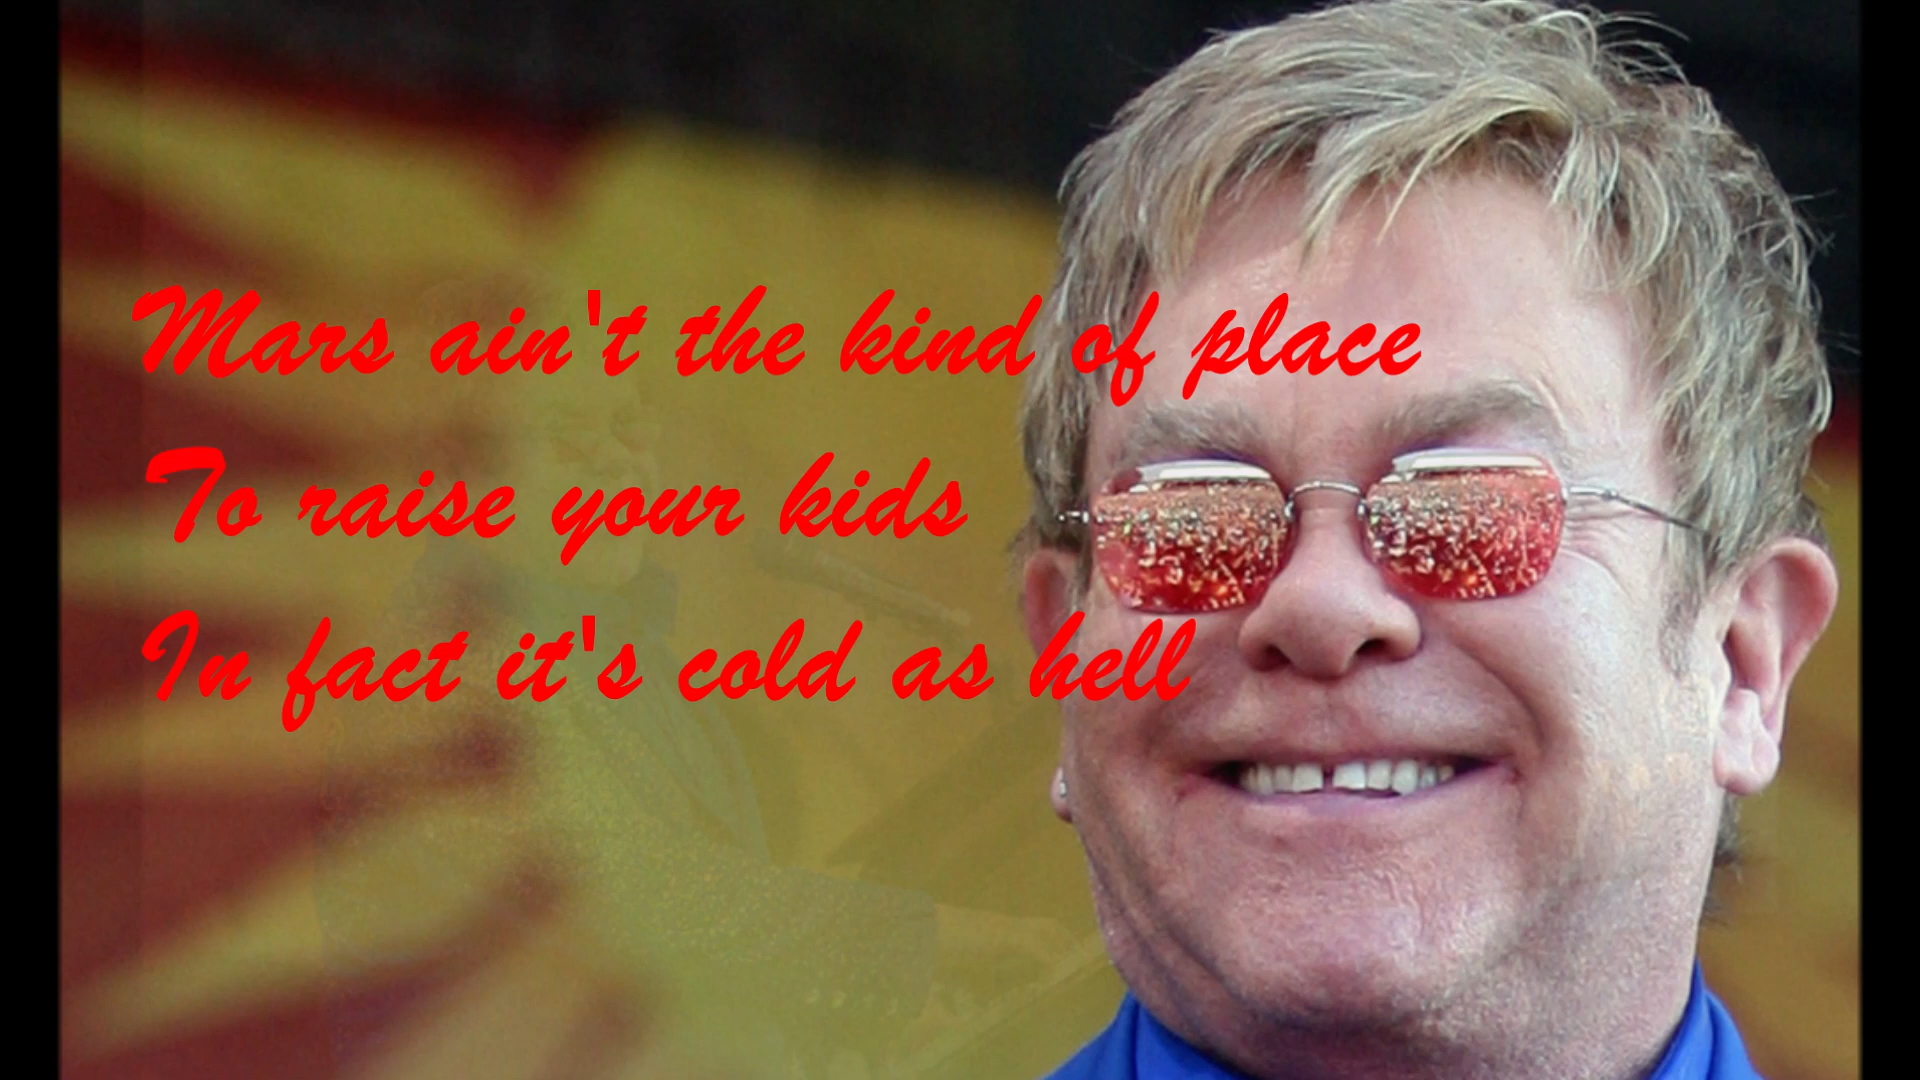 Mars ain't the kind of place
To raise your kids
In fact it's cold as hell